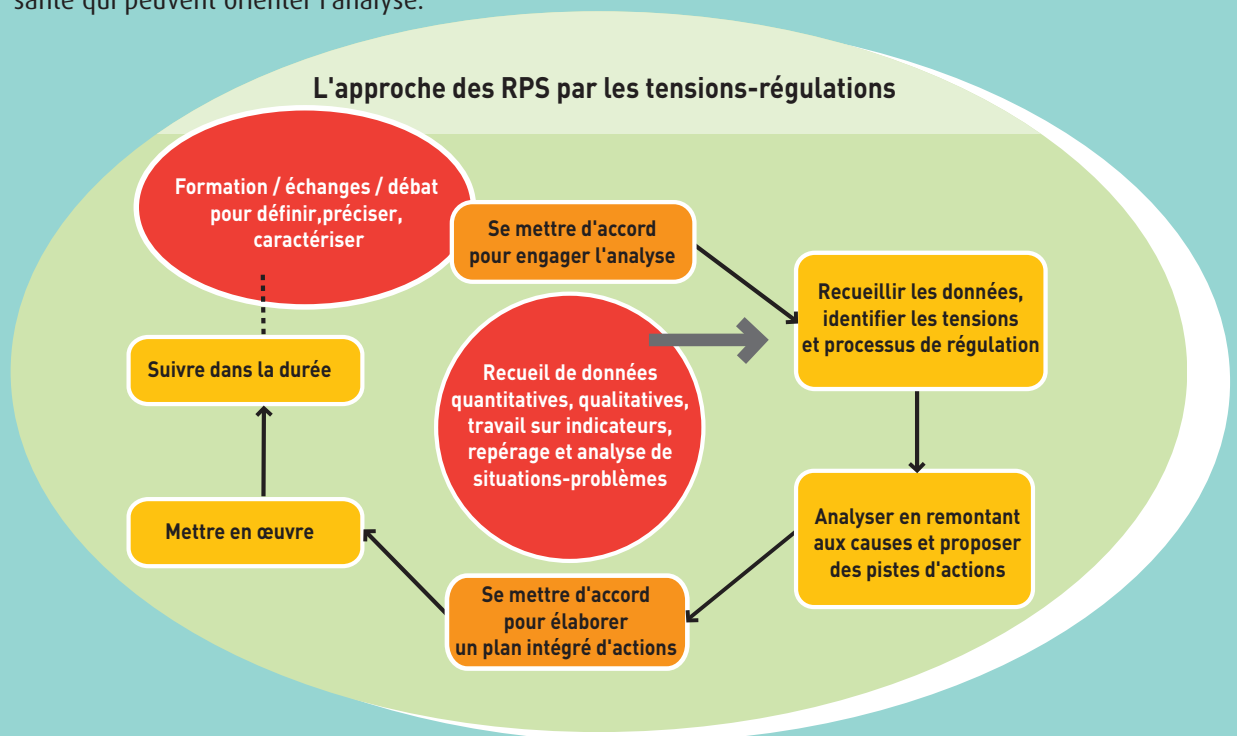 santé qui peuvent orienter l'analyse.
L'approche des RPS par les tensions-régulations
Formation / échanges / débat
pour définir,préciser,
caractériser
Se mettre d'accord
pour engager l'analyse
Recueillir les données,
identifier les tensions
et processus de régulation
Suivre dans la durée
Recueil de données
quantitatives, qualitatives,
travail sur indicateurs,
repérage et analyse de
situations-problèmes
Mettre en œuvre
Analyser en remontant
aux causes et proposer
des pistes d'actions
Se mettre d'accord
pour élaborer
un plan intégré d'actions